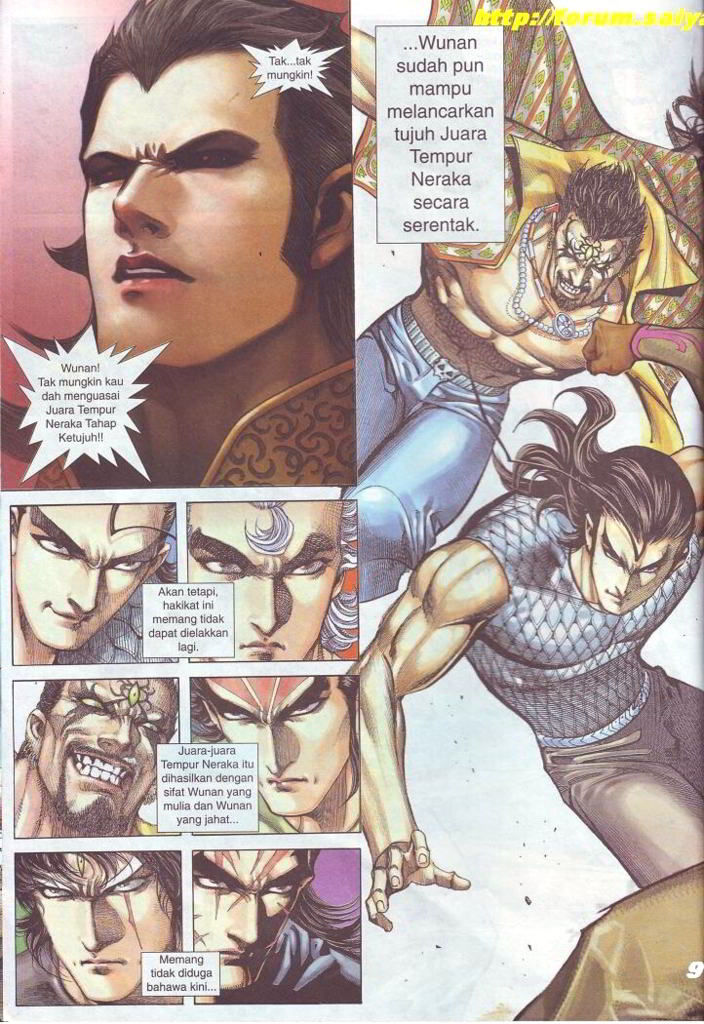 http://forum.saiya
Tak...tak
mungkin!
Wunan!
Tak mungkin kau
dah menguasai
Juara Tempur
Neraka Tahap
Ketujuh!!
Akan tetapi,
hakikat ini
memang tidak
dapat dielakkan
lagi.
Juara-juara
Tempur Neraka itu
dihasilkan dengan
sifat Wunan yang
mulia dan Wunan
yang jahat...
Memang
tidak diduga
bahawa kini...
...Wunan
sudah pun
mampu
melancarkan
tujuh Juara
Tempur
Neraka
secara
serentak.
9